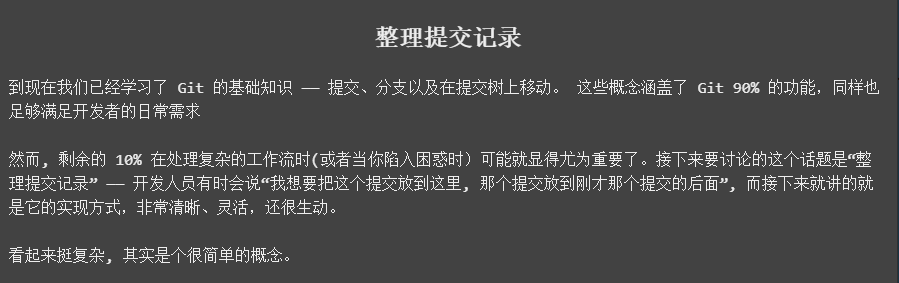 整理提交记录
到现在我们已经学习了 Git 的基础知识 —— 提交、分支以及在提交树上移动。 这些概念涵盖了 Git 90% 的功能，同样也
足够满足开发者的日常需求
然而, 剩余的 10% 在处理复杂的工作流时(或者当你陷入困惑时）可能就显得尤为重要了。接下来要讨论的这个话题是“整
理提交记录” —— 开发人员有时会说“我想要把这个提交放到这里, 那个提交放到刚才那个提交的后面”, 而接下来就讲的就
是它的实现方式，非常清晰、灵活，还很生动。
看起来挺复杂, 其实是个很简单的概念。